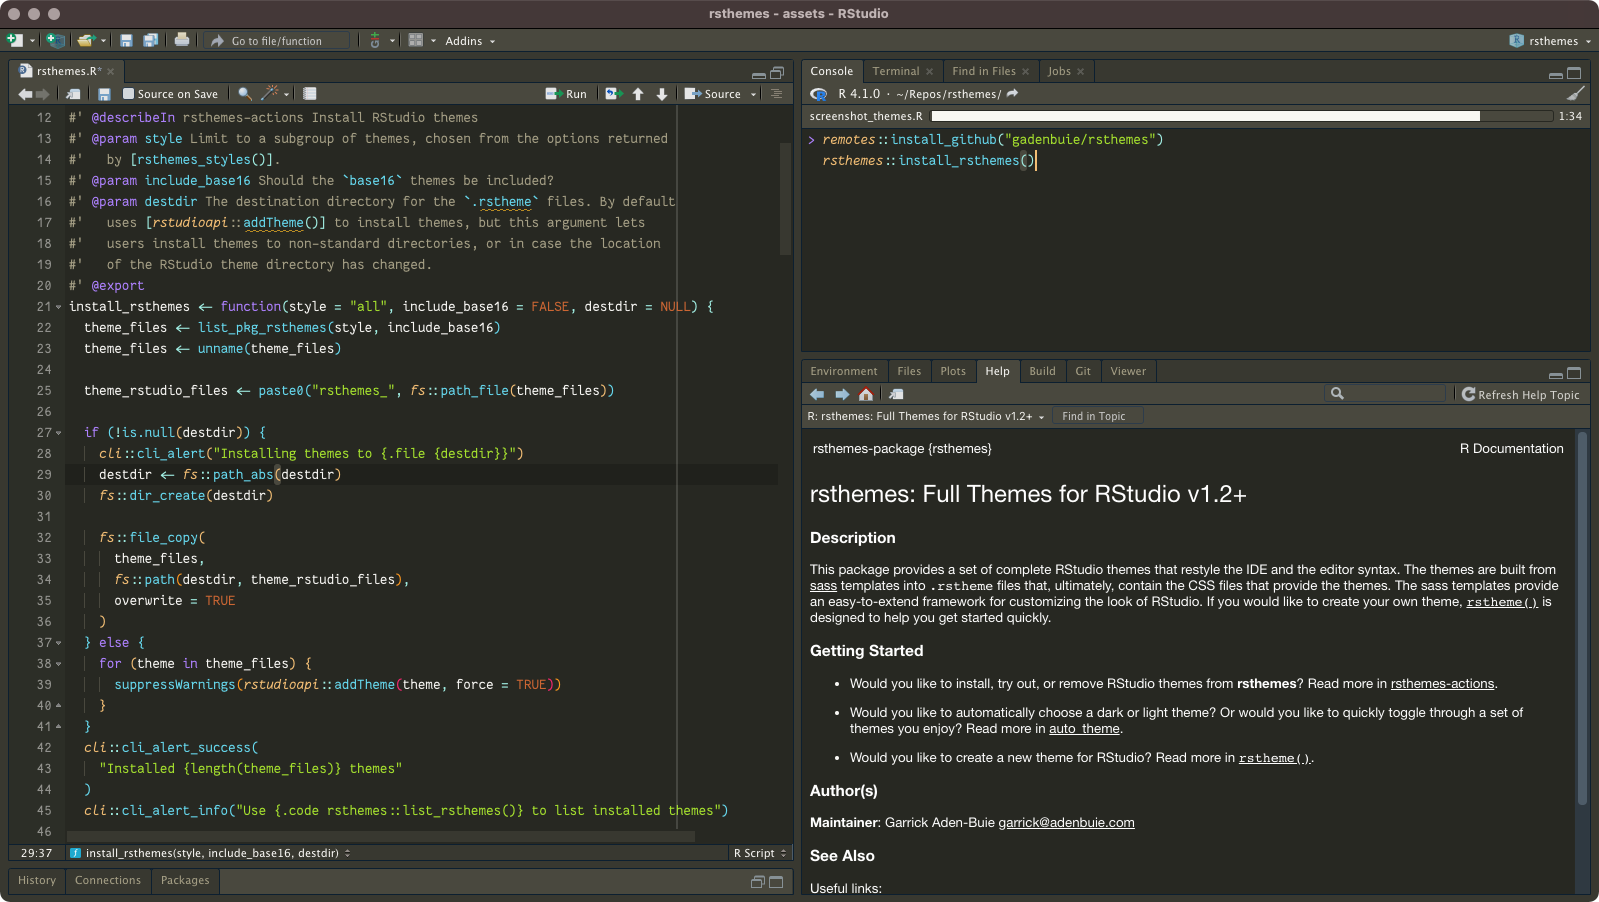 rsthemes - assets - RStudio
Go to file/function
Addins
rsthemes
rsthemes.R*
Source on Save
Run
Source
12 #' @describeIn rsthemes-actions Install RStudio themes
13 #' @param style Limit to a subgroup of themes, chosen from the options returned
14 #'   by [rsthemes_styles()].
15 #' @param include_base16 Should the `base16` themes be included?
16 #' @param destdir The destination directory for the `.rstheme` files. By default
17 #'   uses [rstudioapi::addTheme()] to install themes, but this argument lets
18 #'   users install themes to non-standard directories, or in case the location
19 #'   of the RStudio theme directory has changed.
20 #' @export
21 install_rsthemes <- function(style = "all", include_base16 = FALSE, destdir = NULL) {
22   theme_files <- list_pkg_rsthemes(style, include_base16)
23   theme_files <- unname(theme_files)
24
25   theme_rstudio_files <- paste0("rsthemes_", fs::path_file(theme_files))
26
27   if (!is.null(destdir)) {
28     cli::cli_alert("Installing themes to {.file {destdir}}")
29     destdir <- fs::path_abs(destdir)
30     fs::dir_create(destdir)
31
32     fs::file_copy(
33       theme_files,
34       fs::path(destdir, theme_rstudio_files),
35       overwrite = TRUE
36     )
37   } else {
38     for (theme in theme_files) {
39       suppressWarnings(rstudioapi::addTheme(theme, force = TRUE))
40     }
41   }
42   cli::cli_alert_success(
43     "Installed {length(theme_files)} themes"
44   )
45   cli::cli_alert_info("Use {.code rsthemes::list_rsthemes()} to list installed themes")
46
29:37 install_rsthemes(style, include_base16, destdir) R Script
History Connections Packages
Console Terminal Find in Files Jobs
R 4.1.0 · ~/Repos/rsthemes/
screenshot_themes.R 1:34
> remotes::install_github("gadenbuie/rsthemes")
rsthemes::install_rsthemes()
Environment Files Plots Help Build Git Viewer
Refresh Help Topic
R: rsthemes: Full Themes for RStudio v1.2+ Find in Topic
rsthemes-package {rsthemes} R Documentation
rsthemes: Full Themes for RStudio v1.2+
Description
This package provides a set of complete RStudio themes that restyle the IDE and the editor syntax. The themes are built from
sass templates into .rstheme files that, ultimately, contain the CSS files that provide the themes. The sass templates provide
an easy-to-extend framework for customizing the look of RStudio. If you would like to create your own theme, rstheme() is
designed to help you get started quickly.
Getting Started
• Would you like to install, try out, or remove RStudio themes from rsthemes? Read more in rsthemes-actions.
• Would you like to automatically choose a dark or light theme? Or would you like to quickly toggle through a set of
themes you enjoy? Read more in auto_theme.
• Would you like to create a new theme for RStudio? Read more in rstheme().
Author(s)
Maintainer: Garrick Aden-Buie garrick@adenbuie.com
See Also
Useful links: